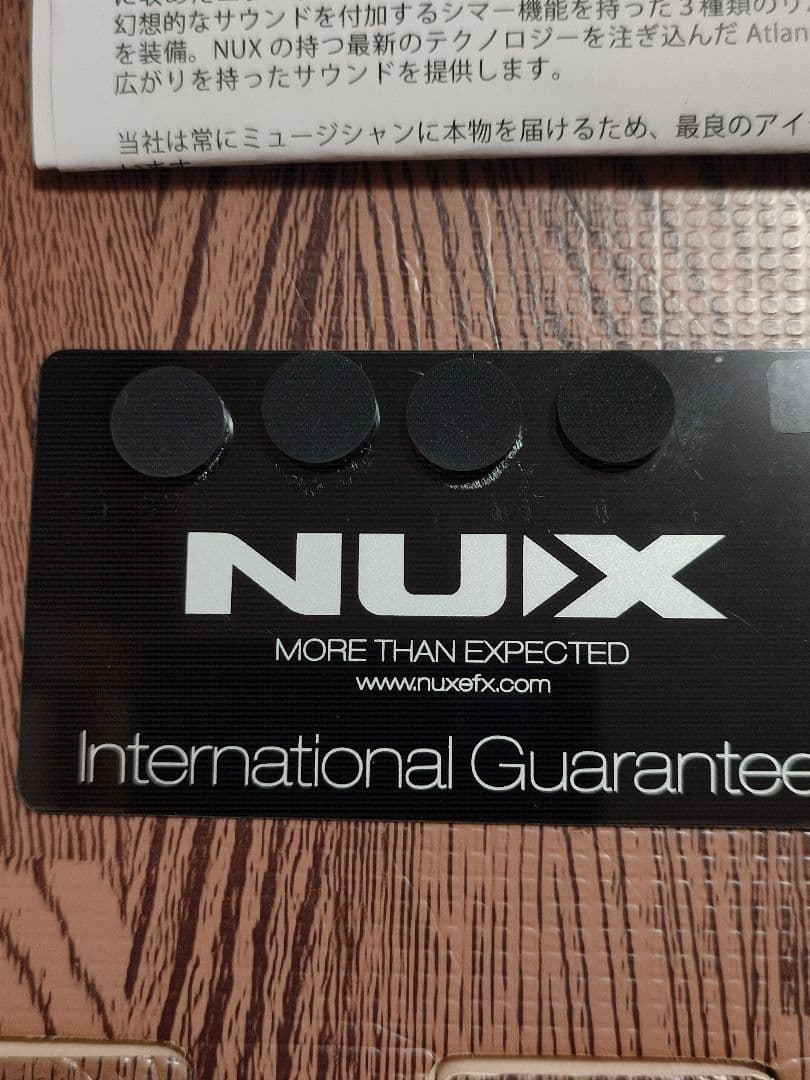 幻想的なサウンドを付加するシマー機能を持った3種類のリ
を装備。NUX の持つ最新のテクノロジーを注ぎ込んだ Atlan
広がりを持ったサウンドを提供します。
当社は常にミュージシャンに本物を届けるため、最良のアイ
NUX
MORE THAN EXPECTED
www.nuxefx.com
International Guarantee